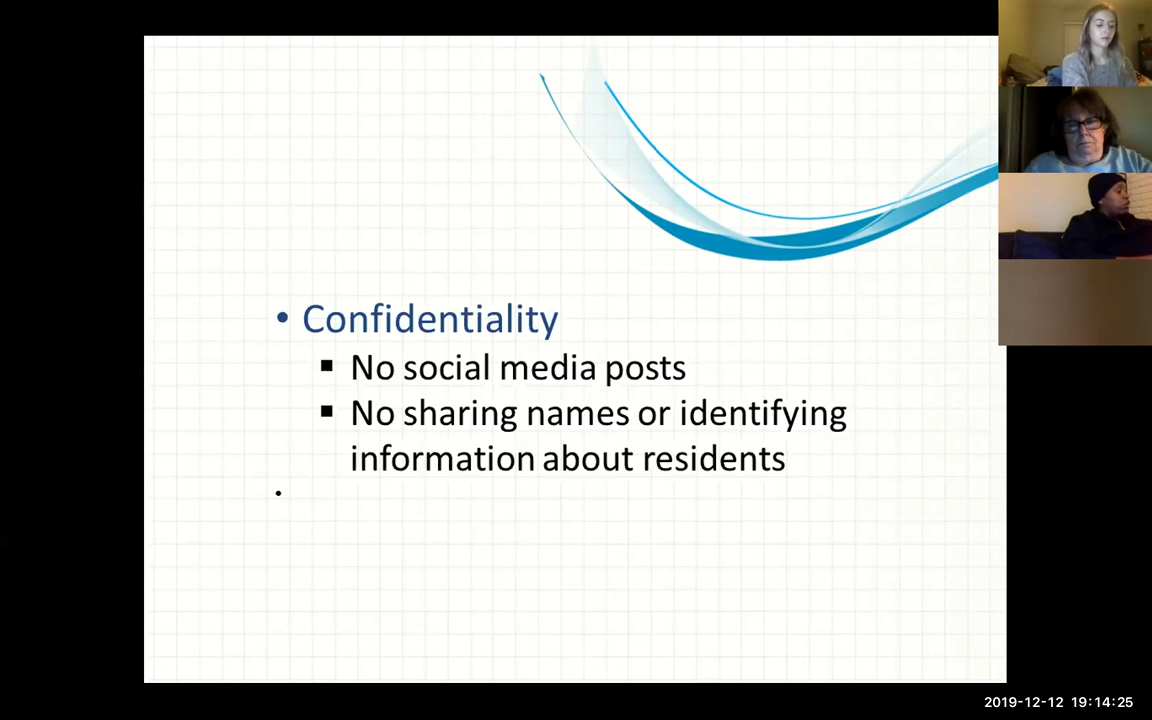 • Confidentiality
▪ No social media posts
▪ No sharing names or identifying
information about residents
•
2019-12-12 19:14:25